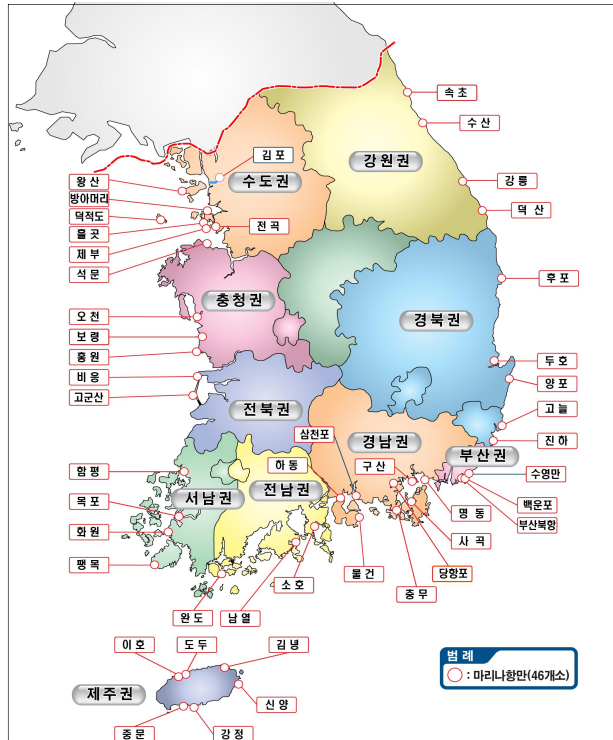 속초
수산
강릉
덕산
강원권
김포
수도권
왕산
방아머리
덕적도
흘곶
제부
석문
전곡
후포
충청권
경북권
오천
보령
홍원
비응
고군산
두호
양포
고늘
진하
전북권
삼천포
경남권
구산
부산권
하동
함평
서남권
전남권
수영만
백운포
부산북항
목포
화원
팽목
명동
사곡
당항포
물건
충무
소호
완도
남열
이호
도두
김녕
제주권
신양
중문
강정
범례
: 마리나항만(46개소)